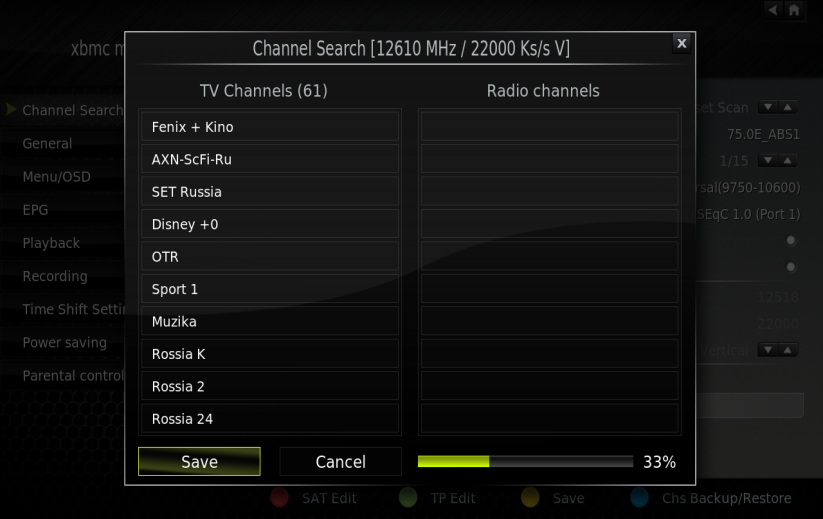 xbmc m
Channel Search [12610 MHz / 22000 Ks/s V]
X
TV Channels (61)
Radio channels
Fenix + Kino
AXN-SciFi-Ru
SET Russia
Disney +0
OTR
Sport 1
Muzika
Rossia K
Rossia 2
Rossia 24
Save
Cancel
33%
Channel Search
General
Menu/OSD
EPG
Playback
Recording
Time Shift Settin
Power saving
Parental control
set Scan
75.0E_ABS1
1/15
rsal(9750-10600)
SEqC 1.0 (Port 1)
12518
22000
Vertical
SAT Edit
TP Edit
Save
Chs Backup/Restore